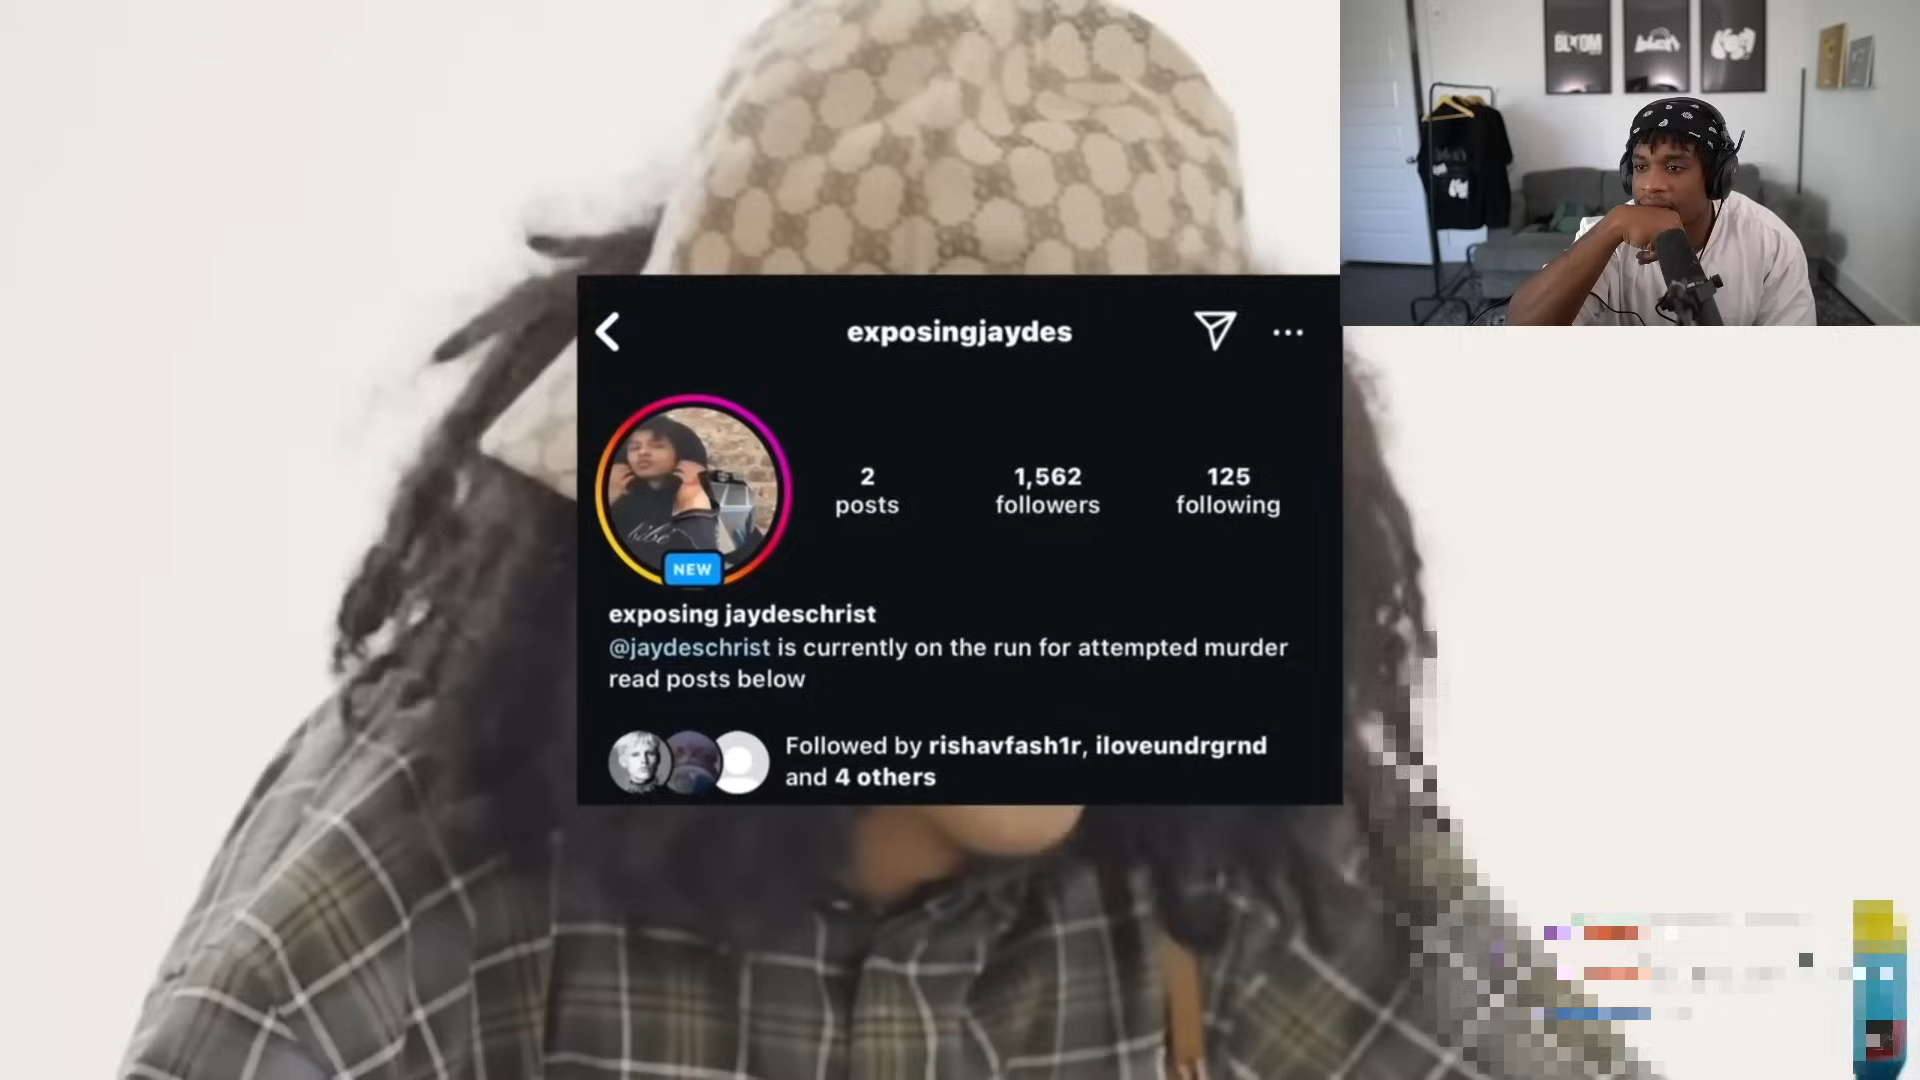 BLXOM
exposingjaydes
2
posts
1,562
followers
125
following
NEW
exposing jaydeschrist
@jaydeschrist is currently on the run for attempted murder
read posts below
Followed by rishavfash1r, iloveundrgrnd
and 4 others